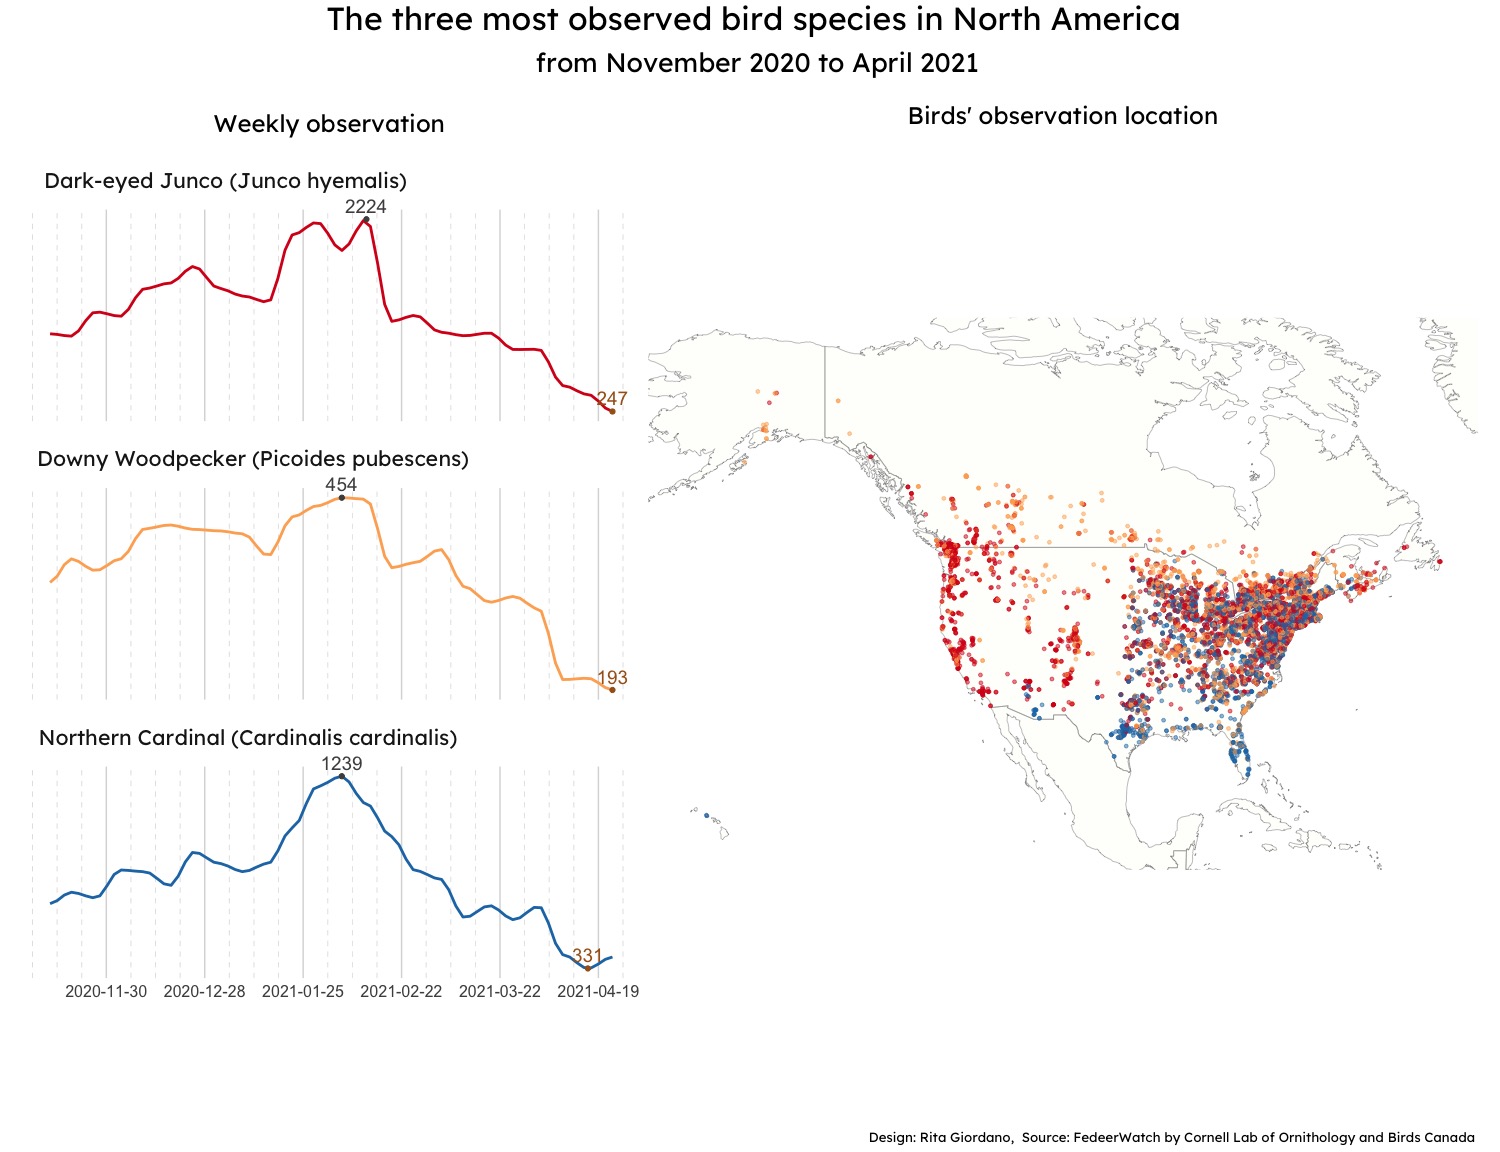 The three most observed bird species in North America
from November 2020 to April 2021
Weekly observation
Birds' observation location
Dark-eyed Junco (Junco hyemalis)
2224
247
Downy Woodpecker (Picoides pubescens)
454
193
Northern Cardinal (Cardinalis cardinalis)
1239
331
2020-11-30 2020-12-28 2021-01-25 2021-02-22 2021-03-22 2021-04-19
Design: Rita Giordano,  Source: FedeerWatch by Cornell Lab of Ornithology and Birds Canada